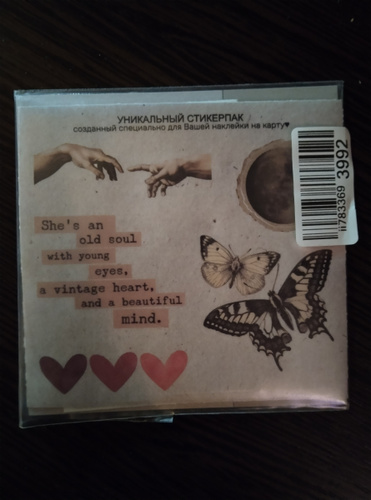 УНИКАЛЬНЫЙ СТИКЕРПАК
созданный специально для Вашей наклейки на карту♥
ii783369 3992
She's an
old soul
with young
eyes,
a vintage heart,
and a beautiful
mind.